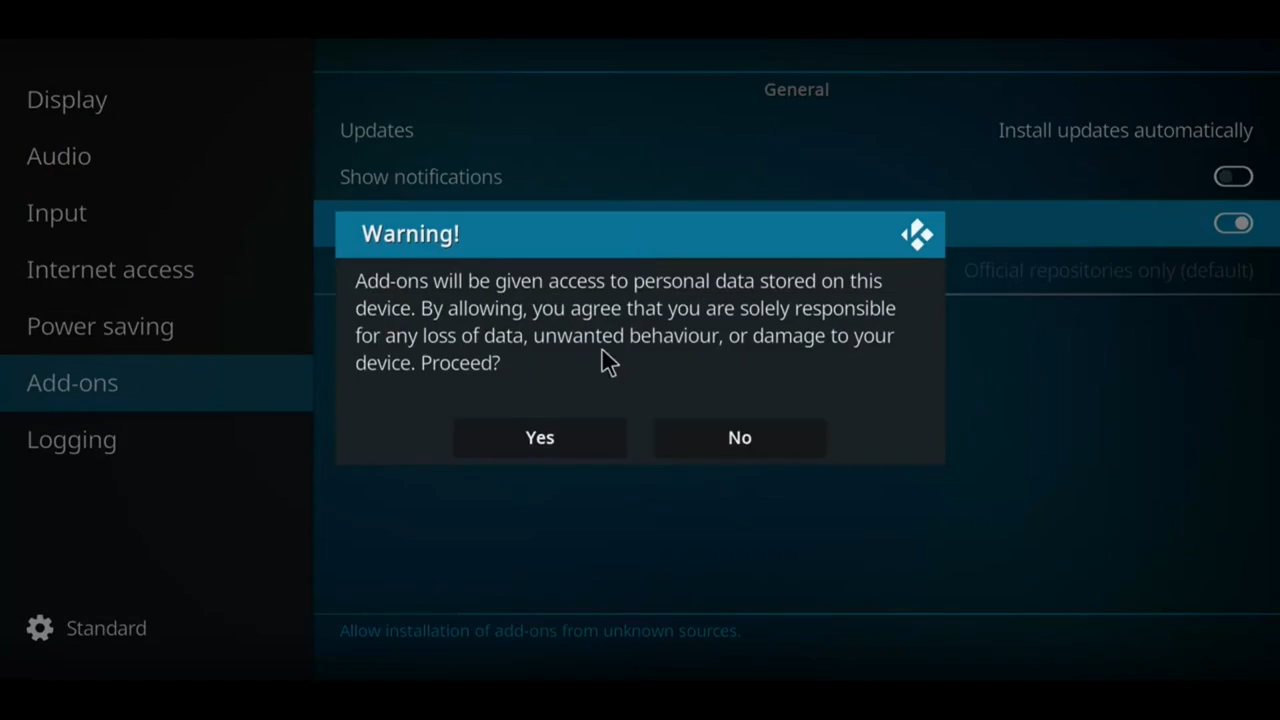 General
Display
Updates
Install updates automatically
Audio
Show notifications
Input
Warning!
Internet access
Official repositories only (default)
Add-ons will be given access to personal data stored on this
device. By allowing, you agree that you are solely responsible
for any loss of data, unwanted behaviour, or damage to your
device. Proceed?
Power saving
Add-ons
Logging
Yes
No
Standard
Allow installation of add-ons from unknown sources.